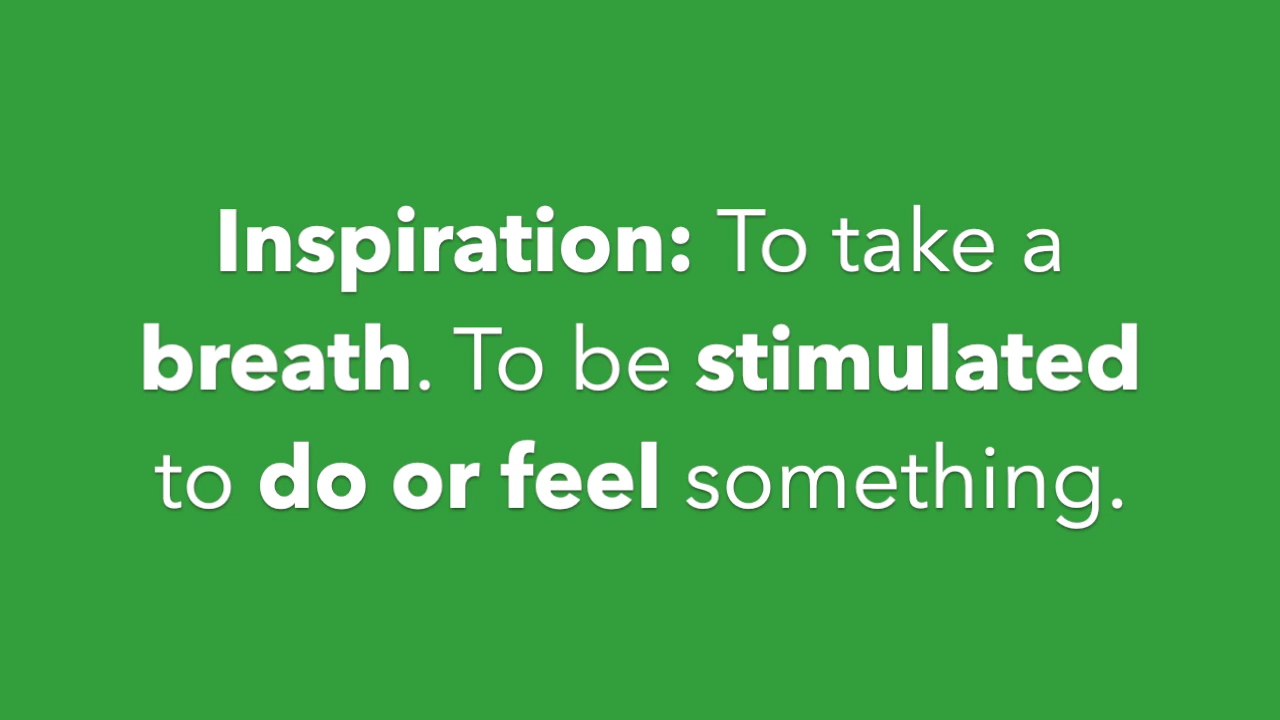 Inspiration: To take a
breath. To be stimulated
to do or feel something.